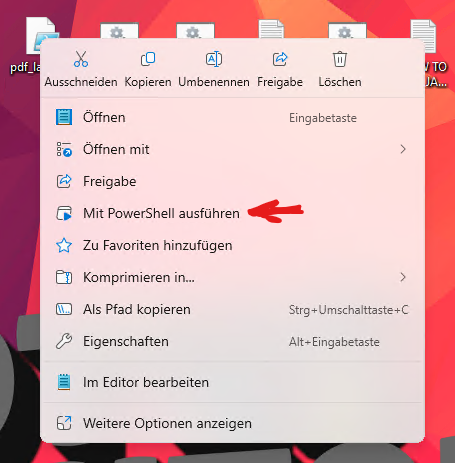 pdf_la
W TO
UA...
Ausschneiden Kopieren Umbenennen Freigabe Löschen
Öffnen Eingabetaste
Öffnen mit
Freigabe
Mit PowerShell ausführen
Zu Favoriten hinzufügen
Komprimieren in...
Als Pfad kopieren Strg+Umschalttaste+C
Eigenschaften Alt+Eingabetaste
Im Editor bearbeiten
Weitere Optionen anzeigen